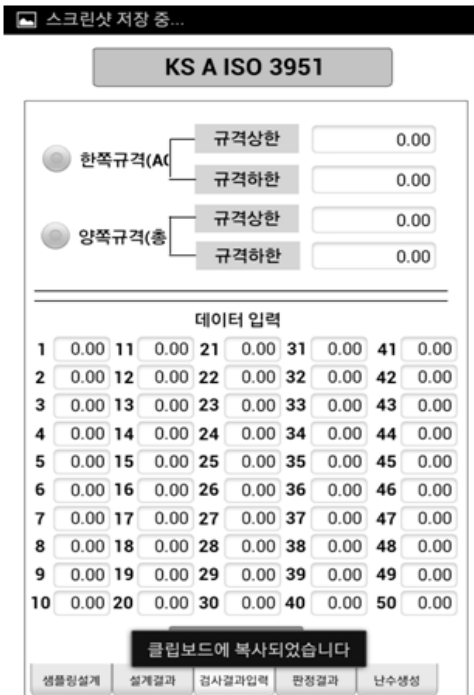 스크린샷 저장 중...
KS A ISO 3951
한쪽규격(AQ
규격상한 0.00
규격하한 0.00
양쪽규격(총
규격상한 0.00
규격하한 0.00
데이터 입력
1 0.00 11 0.00 21 0.00 31 0.00 41 0.00
2 0.00 12 0.00 22 0.00 32 0.00 42 0.00
3 0.00 13 0.00 23 0.00 33 0.00 43 0.00
4 0.00 14 0.00 24 0.00 34 0.00 44 0.00
5 0.00 15 0.00 25 0.00 35 0.00 45 0.00
6 0.00 16 0.00 26 0.00 36 0.00 46 0.00
7 0.00 17 0.00 27 0.00 37 0.00 47 0.00
8 0.00 18 0.00 28 0.00 38 0.00 48 0.00
9 0.00 19 0.00 29 0.00 39 0.00 49 0.00
10 0.00 20 0.00 30 0.00 40 0.00 50 0.00
클립보드에 복사되었습니다
샘플링설계 설계결과 검사결과입력 판정결과 난수생성